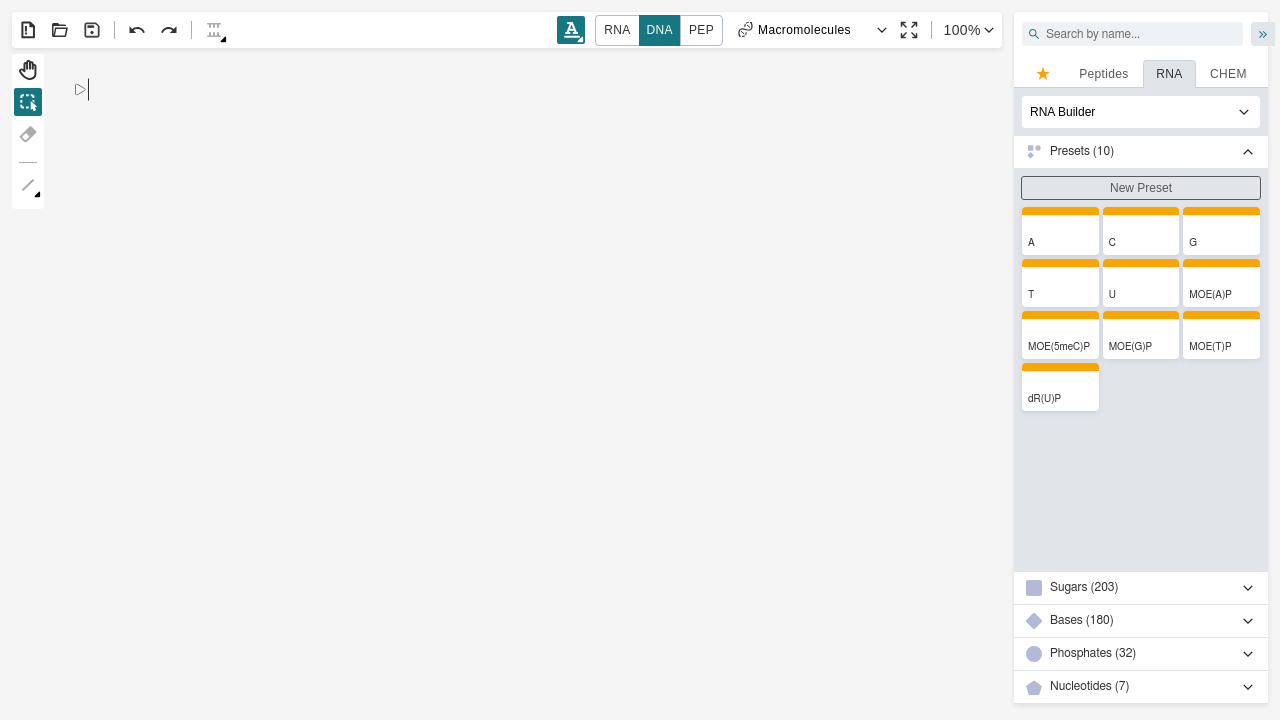 RNA DNA PEP Macromolecules 100%
Search by name...
Peptides RNA CHEM
RNA Builder
Presets (10)
New Preset
A C G
T U MOE(A)P
MOE(5meC)P MOE(G)P MOE(T)P
dR(U)P
Sugars (203)
Bases (180)
Phosphates (32)
Nucleotides (7)